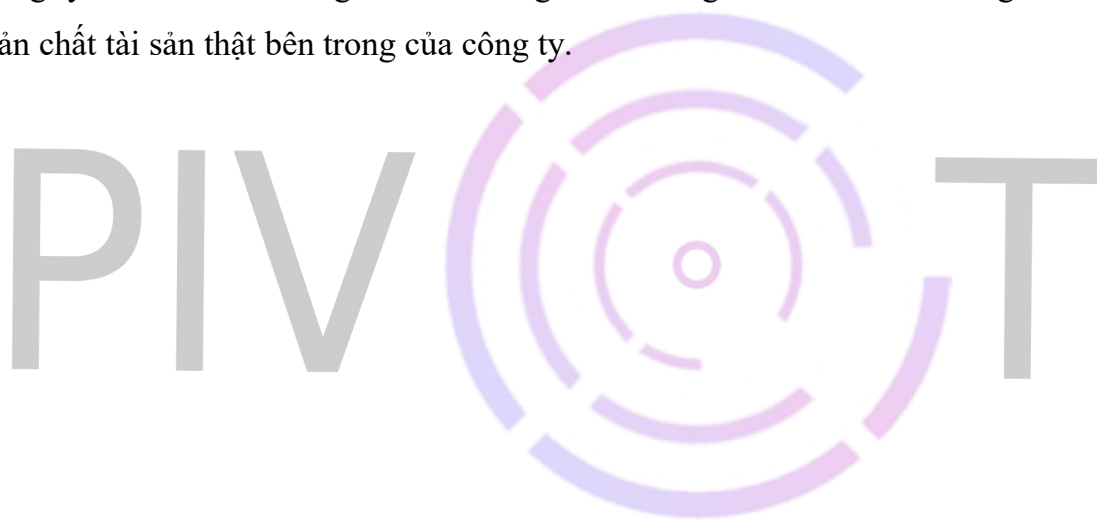 ản chất tài sản thật bên trong của công ty.
PIVOT